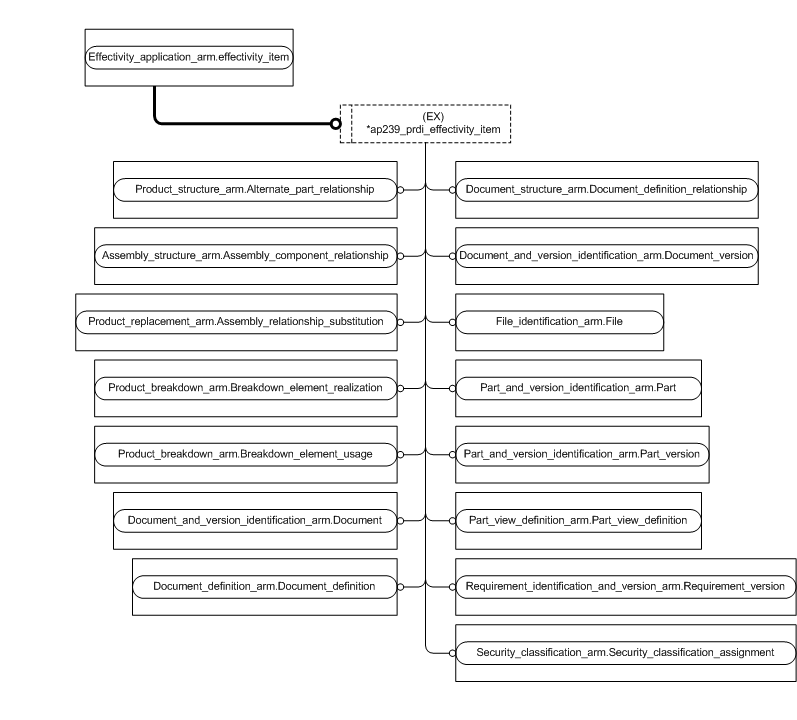 Effectivity_application_arm.effectivity_item
(EX)
*ap239_prdi_effectivity_item
Product_structure_arm.Alternate_part_relationship
Document_structure_arm.Document_definition_relationship
Assembly_structure_arm.Assembly_component_relationship
Document_and_version_identification_arm.Document_version
Product_replacement_arm.Assembly_relationship_substitution
File_identification_arm.File
Product_breakdown_arm.Breakdown_element_realization
Part_and_version_identification_arm.Part
Product_breakdown_arm.Breakdown_element_usage
Part_and_version_identification_arm.Part_version
Document_and_version_identification_arm.Document
Part_view_definition_arm.Part_view_definition
Document_definition_arm.Document_definition
Requirement_identification_and_version_arm.Requirement_version
Security_classification_arm.Security_classification_assignment